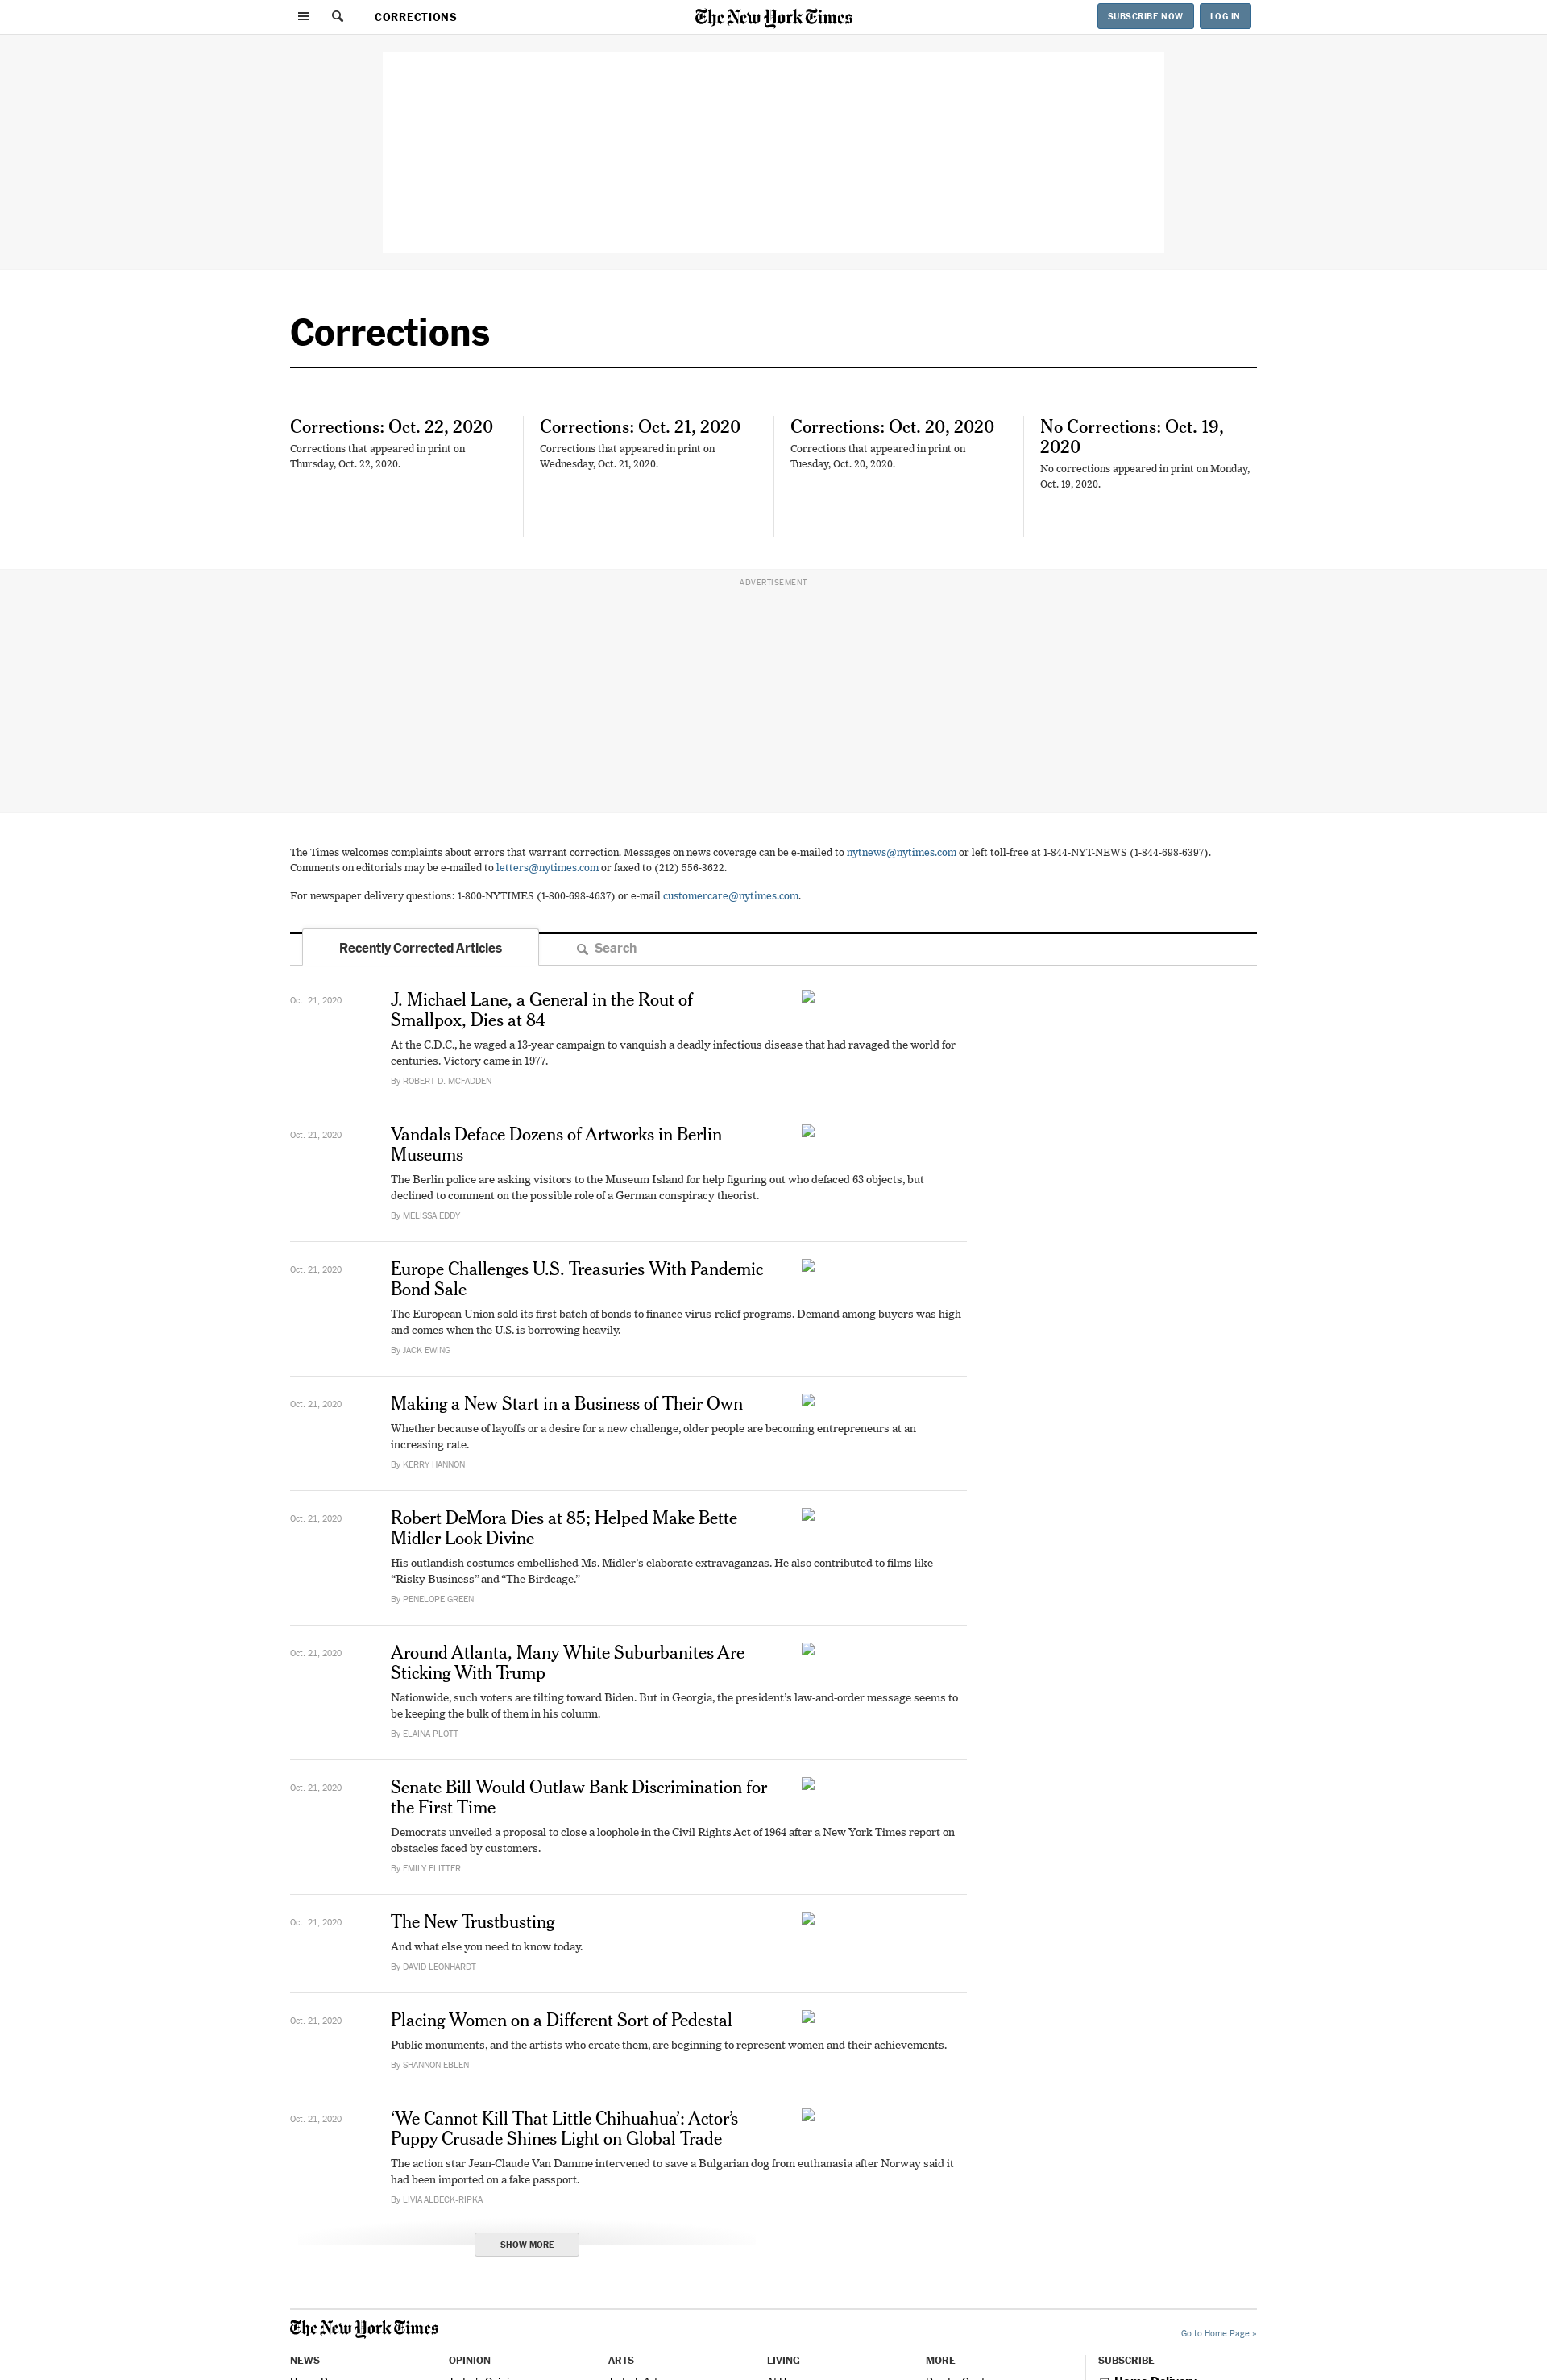 CORRECTIONS
The New York Times
SUBSCRIBE NOW
LOG IN
Corrections
Corrections: Oct. 22, 2020
Corrections that appeared in print on
Thursday, Oct. 22, 2020.
Corrections: Oct. 21, 2020
Corrections that appeared in print on
Wednesday, Oct. 21, 2020.
Corrections: Oct. 20, 2020
Corrections that appeared in print on
Tuesday, Oct. 20, 2020.
No Corrections: Oct. 19,
2020
No corrections appeared in print on Monday,
Oct. 19, 2020.
ADVERTISEMENT
The Times welcomes complaints about errors that warrant correction. Messages on news coverage can be e-mailed to nytnews@nytimes.com or left toll-free at 1-844-NYT-NEWS (1-844-698-6397).
Comments on editorials may be e-mailed to letters@nytimes.com or faxed to (212) 556-3622.
For newspaper delivery questions: 1-800-NYTIMES (1-800-698-4637) or e-mail customercare@nytimes.com.
Recently Corrected Articles
Search
Oct. 21, 2020
J. Michael Lane, a General in the Rout of
Smallpox, Dies at 84
At the C.D.C., he waged a 13-year campaign to vanquish a deadly infectious disease that had ravaged the world for
centuries. Victory came in 1977.
By ROBERT D. MCFADDEN
Oct. 21, 2020
Vandals Deface Dozens of Artworks in Berlin
Museums
The Berlin police are asking visitors to the Museum Island for help figuring out who defaced 63 objects, but
declined to comment on the possible role of a German conspiracy theorist.
By MELISSA EDDY
Oct. 21, 2020
Europe Challenges U.S. Treasuries With Pandemic
Bond Sale
The European Union sold its first batch of bonds to finance virus-relief programs. Demand among buyers was high
and comes when the U.S. is borrowing heavily.
By JACK EWING
Oct. 21, 2020
Making a New Start in a Business of Their Own
Whether because of layoffs or a desire for a new challenge, older people are becoming entrepreneurs at an
increasing rate.
By KERRY HANNON
Oct. 21, 2020
Robert DeMora Dies at 85; Helped Make Bette
Midler Look Divine
His outlandish costumes embellished Ms. Midler’s elaborate extravaganzas. He also contributed to films like
“Risky Business” and “The Birdcage.”
By PENELOPE GREEN
Oct. 21, 2020
Around Atlanta, Many White Suburbanites Are
Sticking With Trump
Nationwide, such voters are tilting toward Biden. But in Georgia, the president’s law-and-order message seems to
be keeping the bulk of them in his column.
By ELAINA PLOTT
Oct. 21, 2020
Senate Bill Would Outlaw Bank Discrimination for
the First Time
Democrats unveiled a proposal to close a loophole in the Civil Rights Act of 1964 after a New York Times report on
obstacles faced by customers.
By EMILY FLITTER
Oct. 21, 2020
The New Trustbusting
And what else you need to know today.
By DAVID LEONHARDT
Oct. 21, 2020
Placing Women on a Different Sort of Pedestal
Public monuments, and the artists who create them, are beginning to represent women and their achievements.
By SHANNON EBLEN
Oct. 21, 2020
‘We Cannot Kill That Little Chihuahua’: Actor’s
Puppy Crusade Shines Light on Global Trade
The action star Jean-Claude Van Damme intervened to save a Bulgarian dog from euthanasia after Norway said it
had been imported on a fake passport.
By LIVIA ALBECK-RIPKA
SHOW MORE
The New York Times
Go to Home Page »
NEWS
OPINION
ARTS
LIVING
MORE
SUBSCRIBE